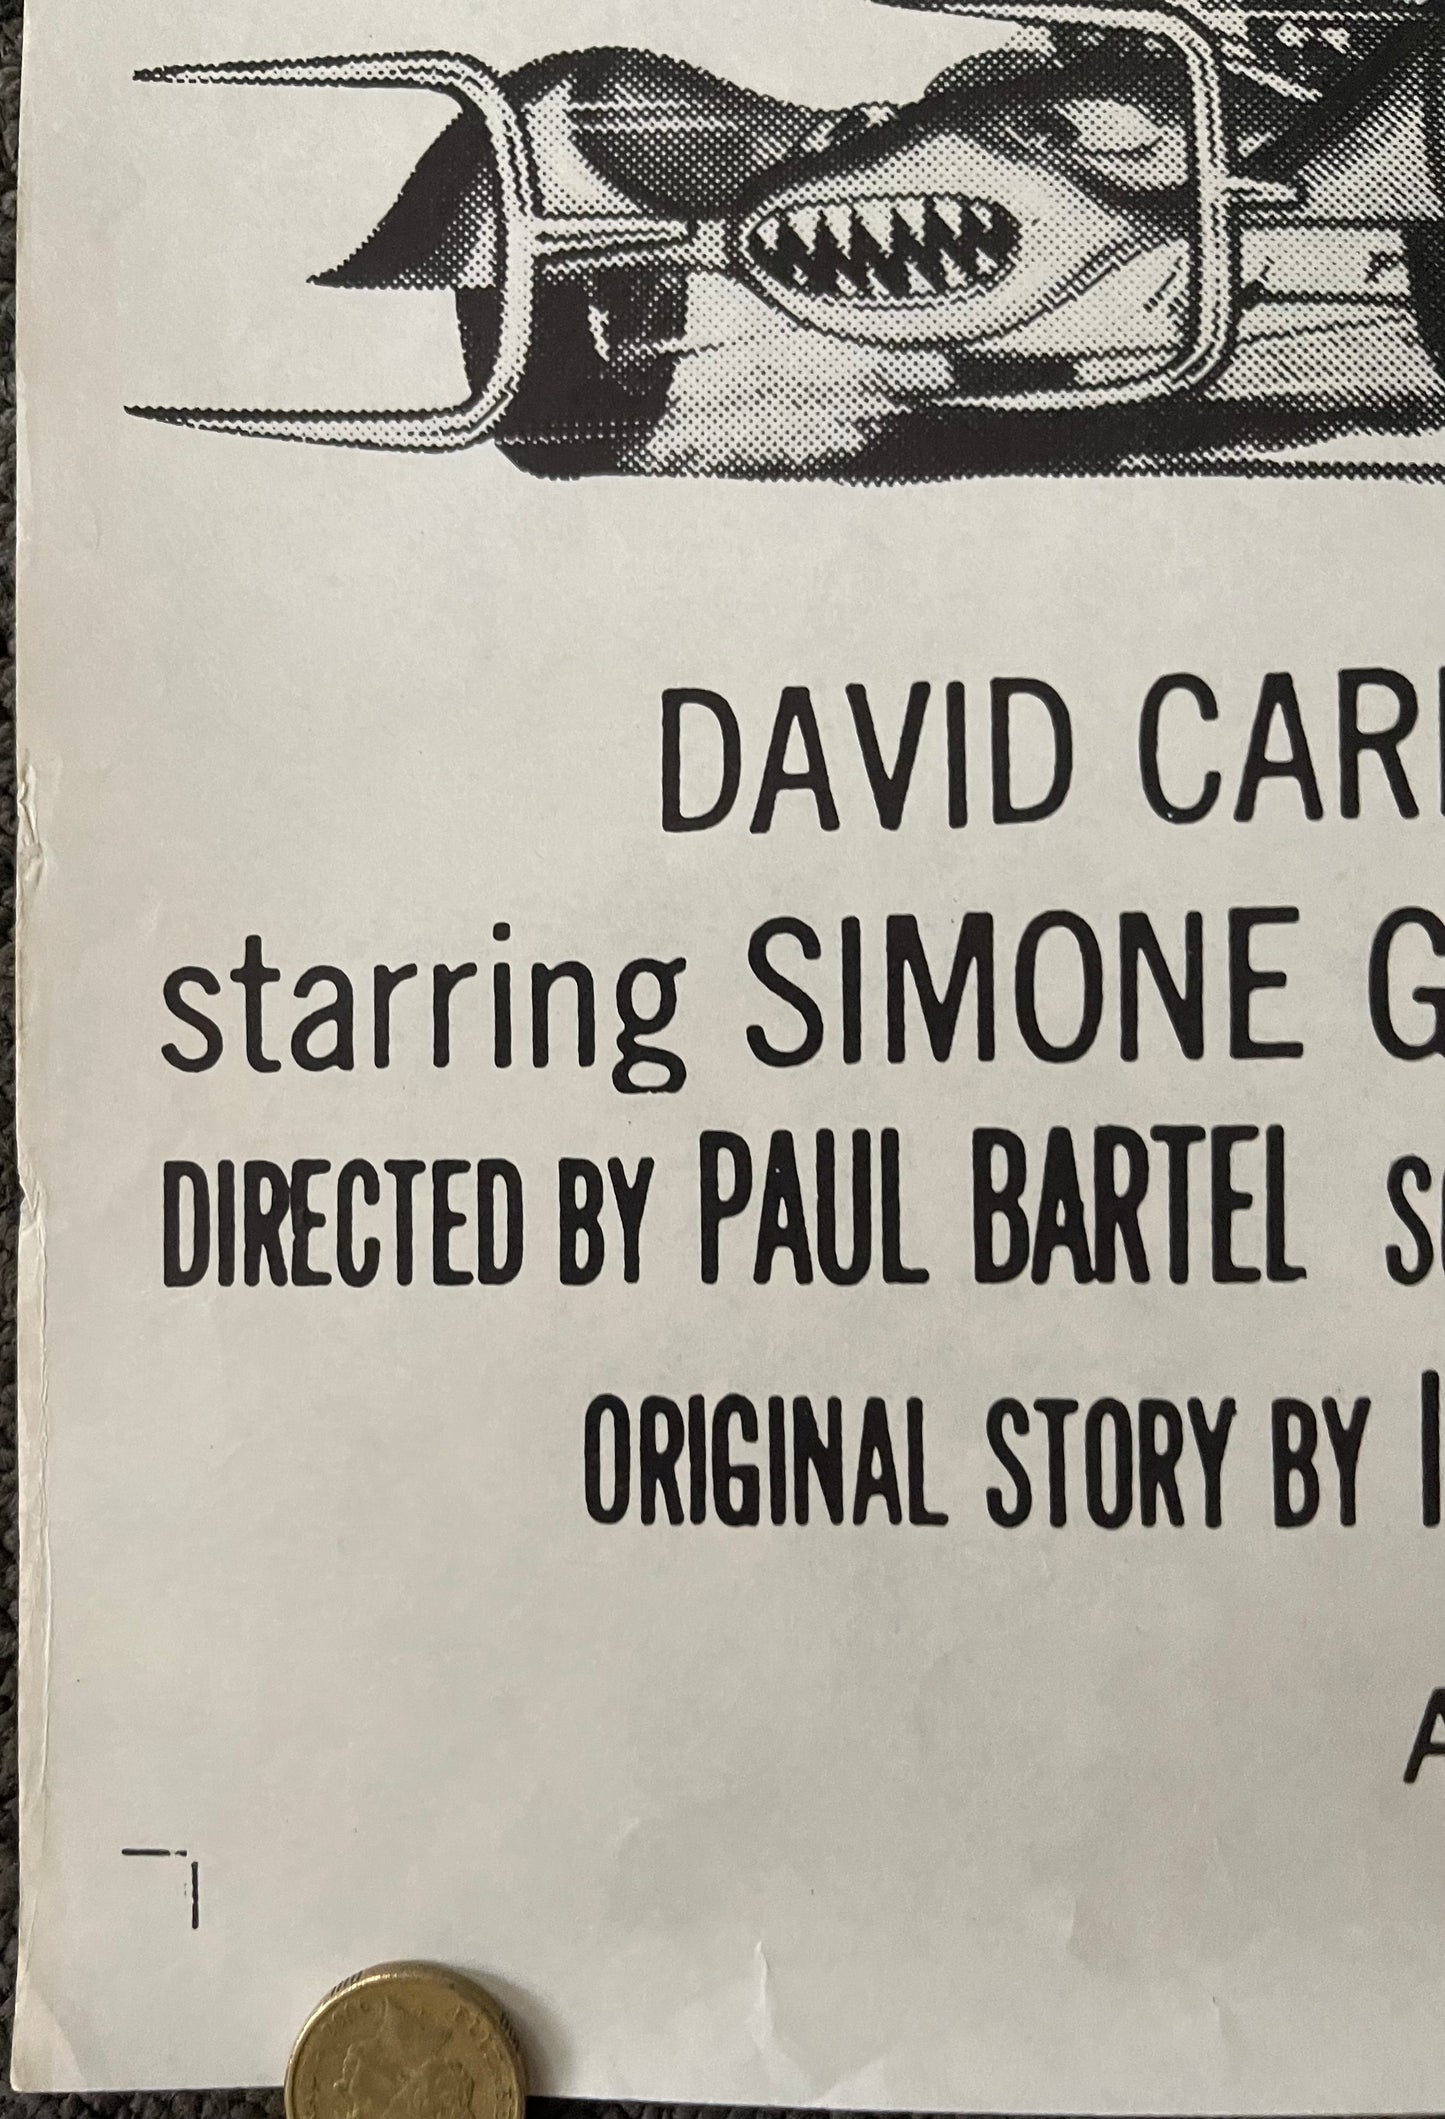 DAVID CAR
starring SIMONE G
DIRECTED BY PAUL BARTEL S
ORIGINAL STORY BY I
A